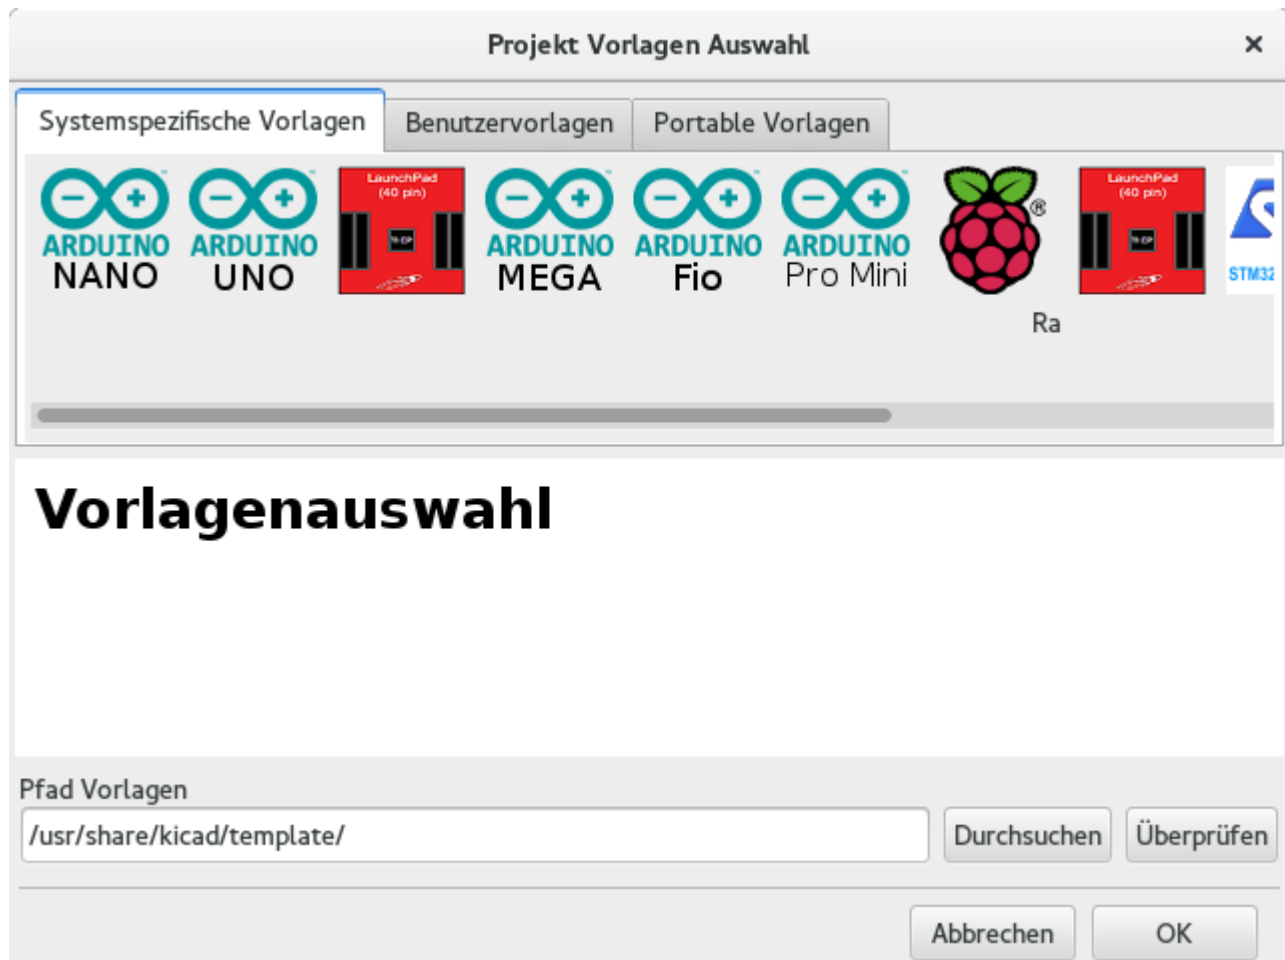 Projekt Vorlagen Auswahl
Systemspezifische Vorlagen Benutzervorlagen Portable Vorlagen
ARDUINO NANO
ARDUINO UNO
LaunchPad (40 pin)
ARDUINO MEGA
ARDUINO Fio
ARDUINO Pro Mini
®
LaunchPad (40 pin)
STM32
Ra
Vorlagenauswahl
Pfad Vorlagen
/usr/share/kicad/template/ Durchsuchen Überprüfen
Abbrechen OK